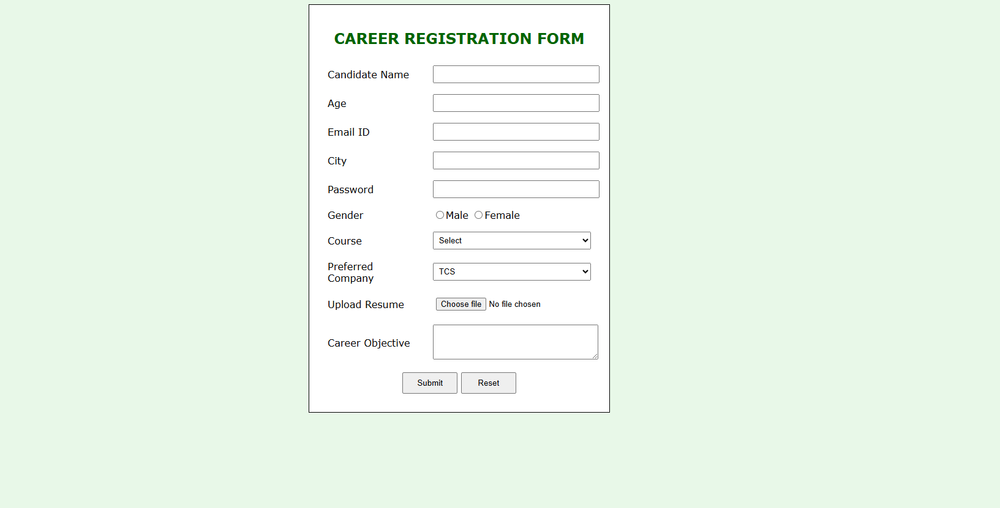 CAREER REGISTRATION FORM
Candidate Name
Age
Email ID
City
Password
Gender Male Female
Course Select
Preferred
Company TCS
Upload Resume Choose file No file chosen
Career Objective
Submit Reset